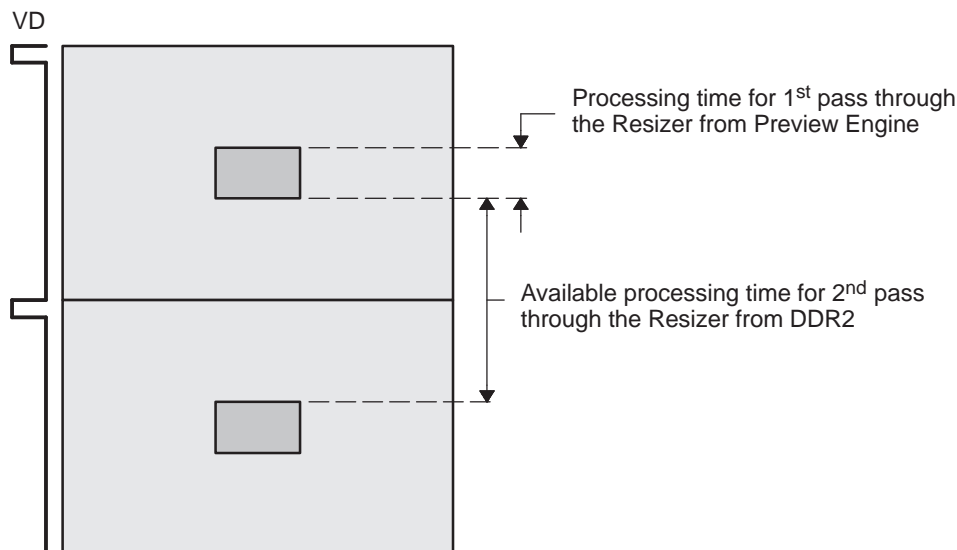 VD
Processing time for 1st pass through
the Resizer from Preview Engine
Available processing time for 2nd pass
through the Resizer from DDR2